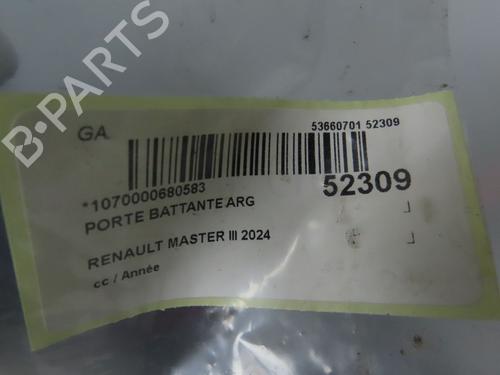 B-PARTS
GA
53660701 52309
*1070000680583
52309
PORTE BATTANTE ARG
RENAULT MASTER III 2024
cc / Année